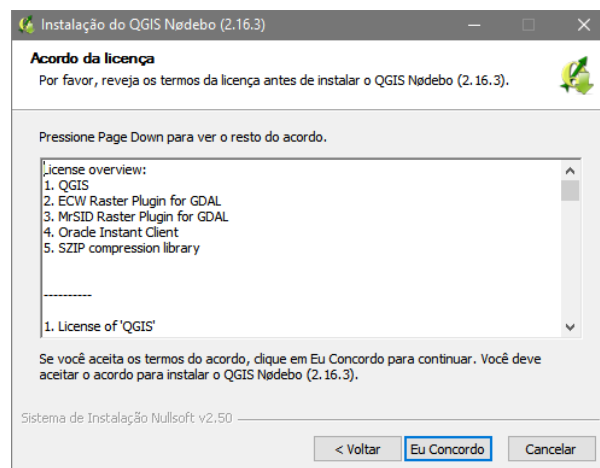 Instalação do QGIS Nødebo (2.16.3)
Acordo da licença
Por favor, reveja os termos da licença antes de instalar o QGIS Nødebo (2.16.3).
Pressione Page Down para ver o resto do acordo.
License overview:
1. QGIS
2. ECW Raster Plugin for GDAL
3. MrSID Raster Plugin for GDAL
4. Oracle Instant Client
5. SZIP compression library
----------
1. License of 'QGIS'
Se você aceita os termos do acordo, clique em Eu Concordo para continuar. Você deve
aceitar o acordo para instalar o QGIS Nødebo (2.16.3).
Sistema de Instalação Nullsoft v2.50
< Voltar Eu Concordo Cancelar